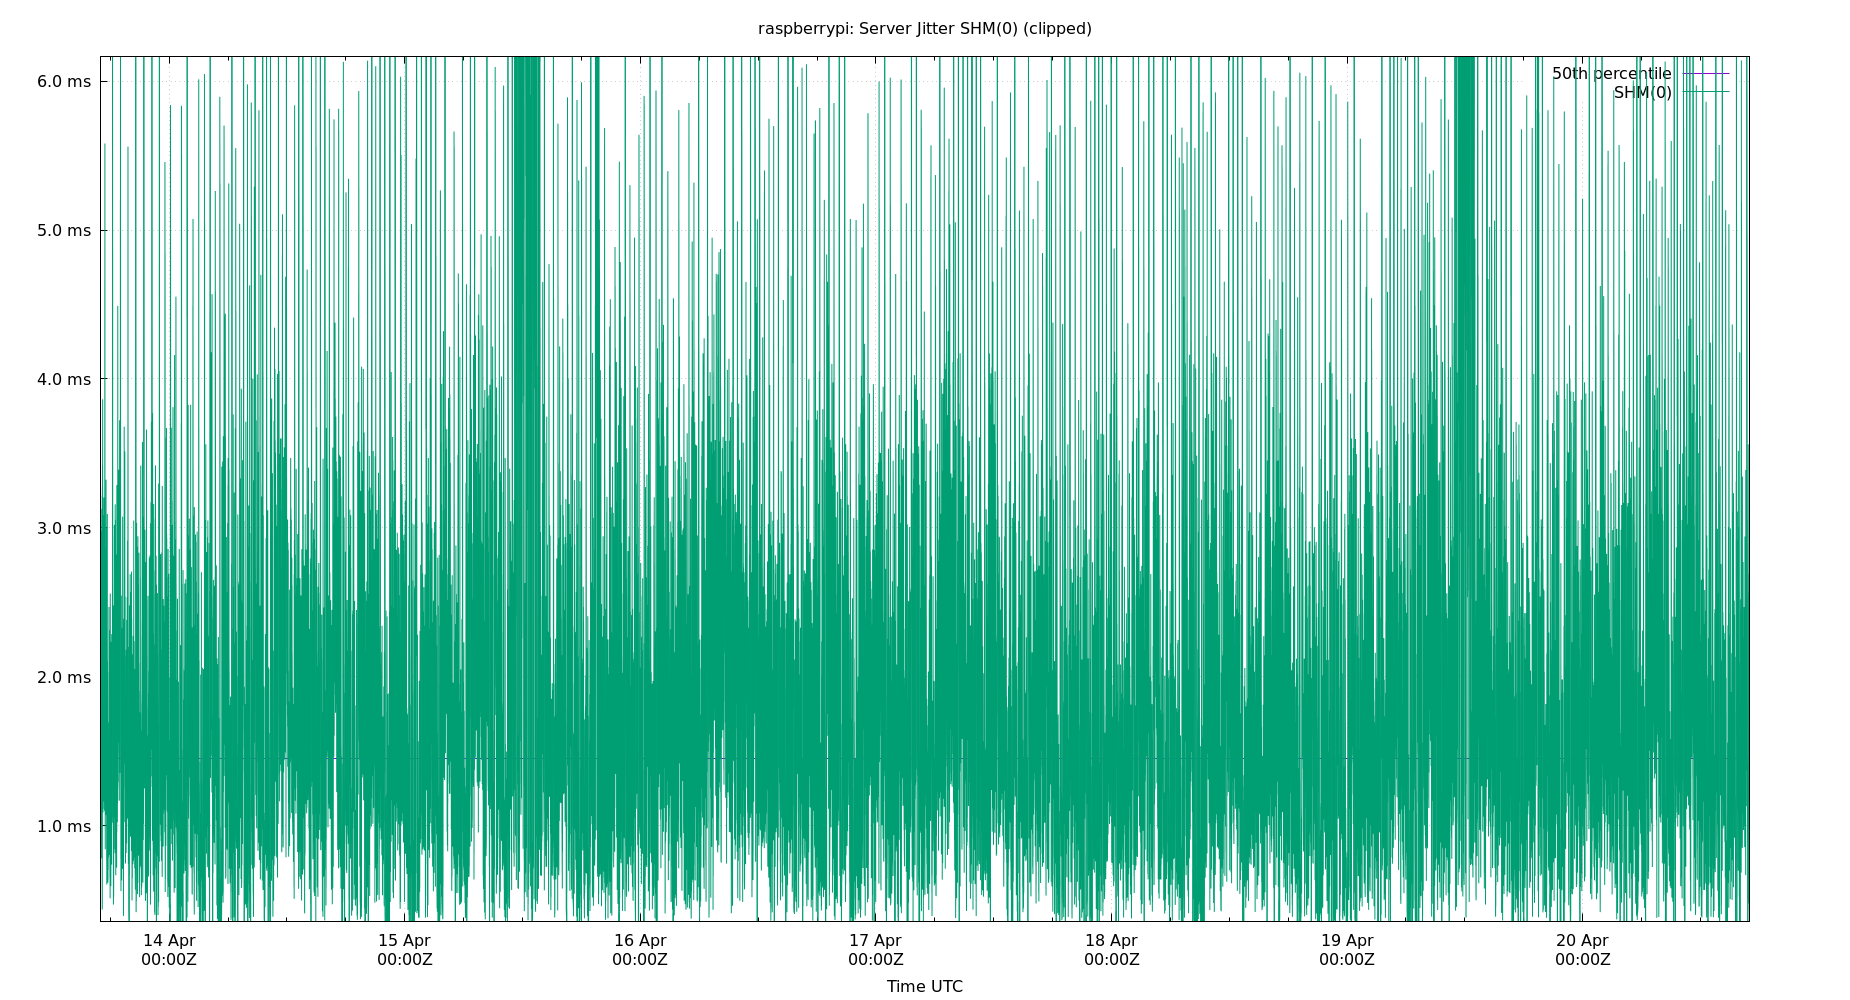 raspberrypi: Server Jitter SHM(0) (clipped)
6.0 ms
50th percentile
SHM(0)
5.0 ms
4.0 ms
3.0 ms
2.0 ms
1.0 ms
14 Apr 15 Apr 16 Apr 17 Apr 18 Apr 19 Apr 20 Apr
00:00Z 00:00Z 00:00Z 00:00Z 00:00Z 00:00Z 00:00Z
Time UTC